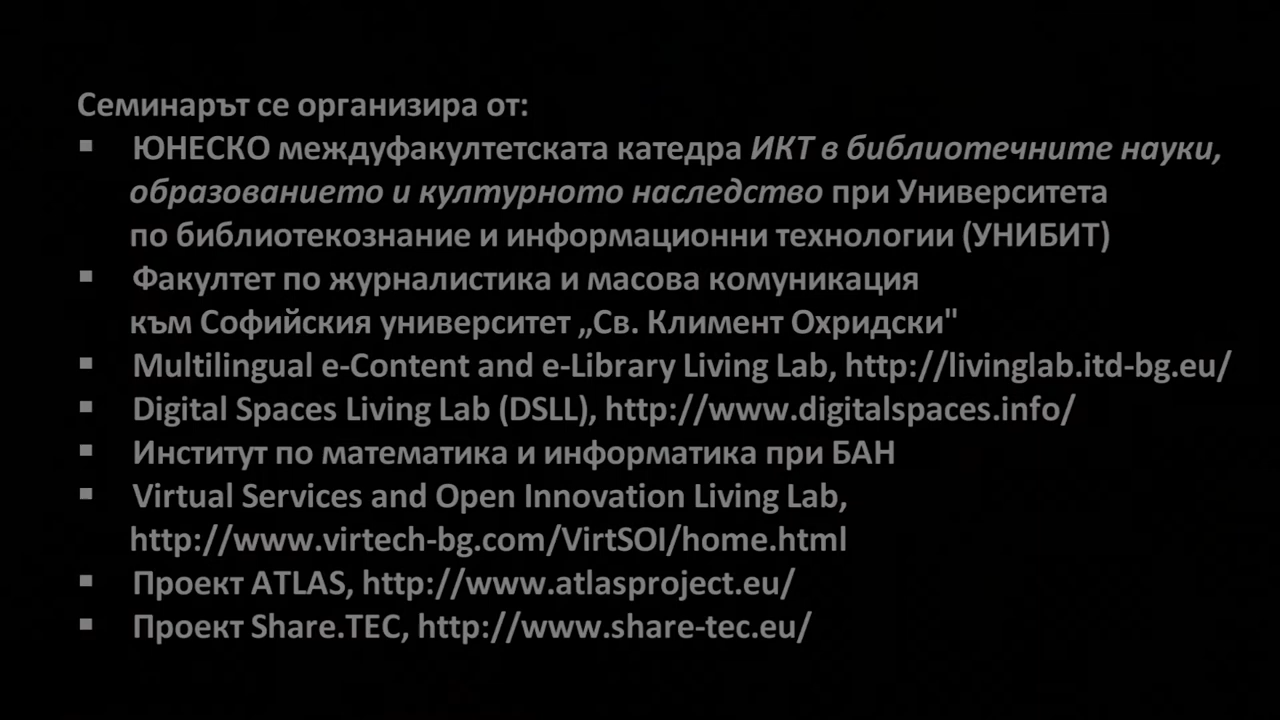 Семинарът се организира от:
▪ ЮНЕСКО междуфакултетската катедра ИКТ в библиотечните науки,
образованието и културното наследство при Университета
по библиотекознание и информационни технологии (УНИБИТ)
▪ Факултет по журналистика и масова комуникация
към Софийския университет „Св. Климент Охридски"
▪ Multilingual e-Content and e-Library Living Lab, http://livinglab.itd-bg.eu/
▪ Digital Spaces Living Lab (DSLL), http://www.digitalspaces.info/
▪ Институт по математика и информатика при БАН
▪ Virtual Services and Open Innovation Living Lab,
http://www.virtech-bg.com/VirtSOI/home.html
▪ Проект ATLAS, http://www.atlasproject.eu/
▪ Проект Share.TEC, http://www.share-tec.eu/